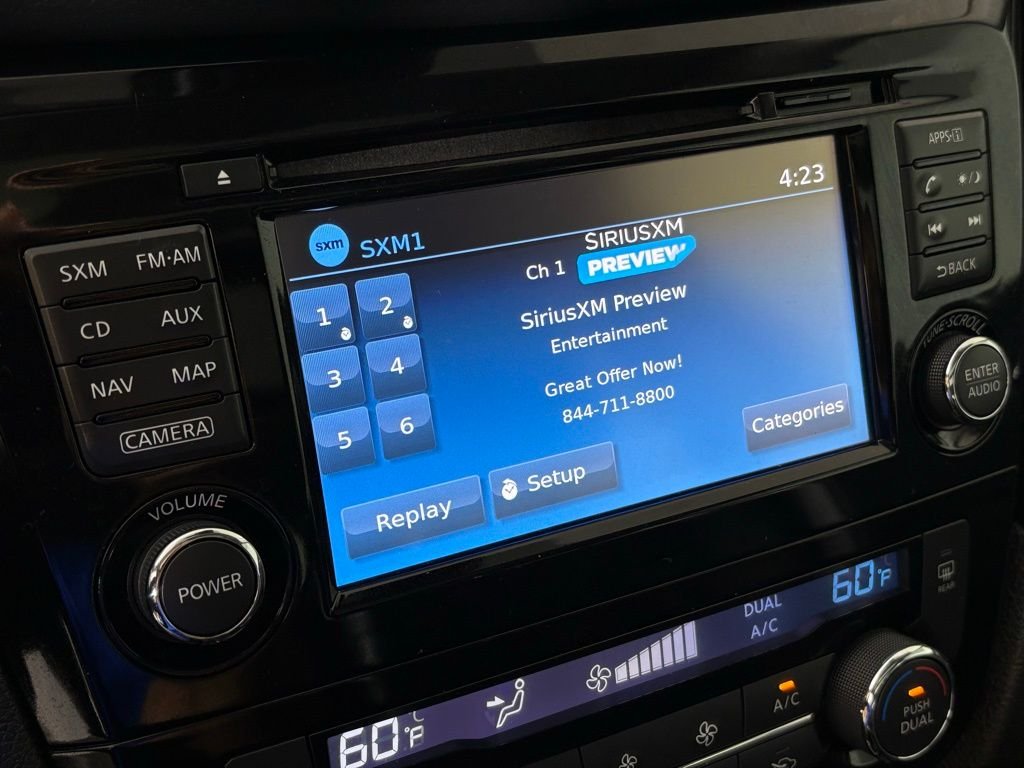 APPS·i
4:23
sxm
SXM1
SIRIUSXM
Ch 1
PREVIEW
SXM
FM·AM
1
2
SiriusXM Preview
Entertainment
BACK
CD
AUX
3
4
Great Offer Now!
844-711-8800
TUNE·SCROLL
NAV
MAP
5
6
Categories
ENTER
AUDIO
CAMERA
Replay
Setup
VOLUME
POWER
60°F
DUAL
A/C
REAR
60°F
A/C
PUSH
DUAL